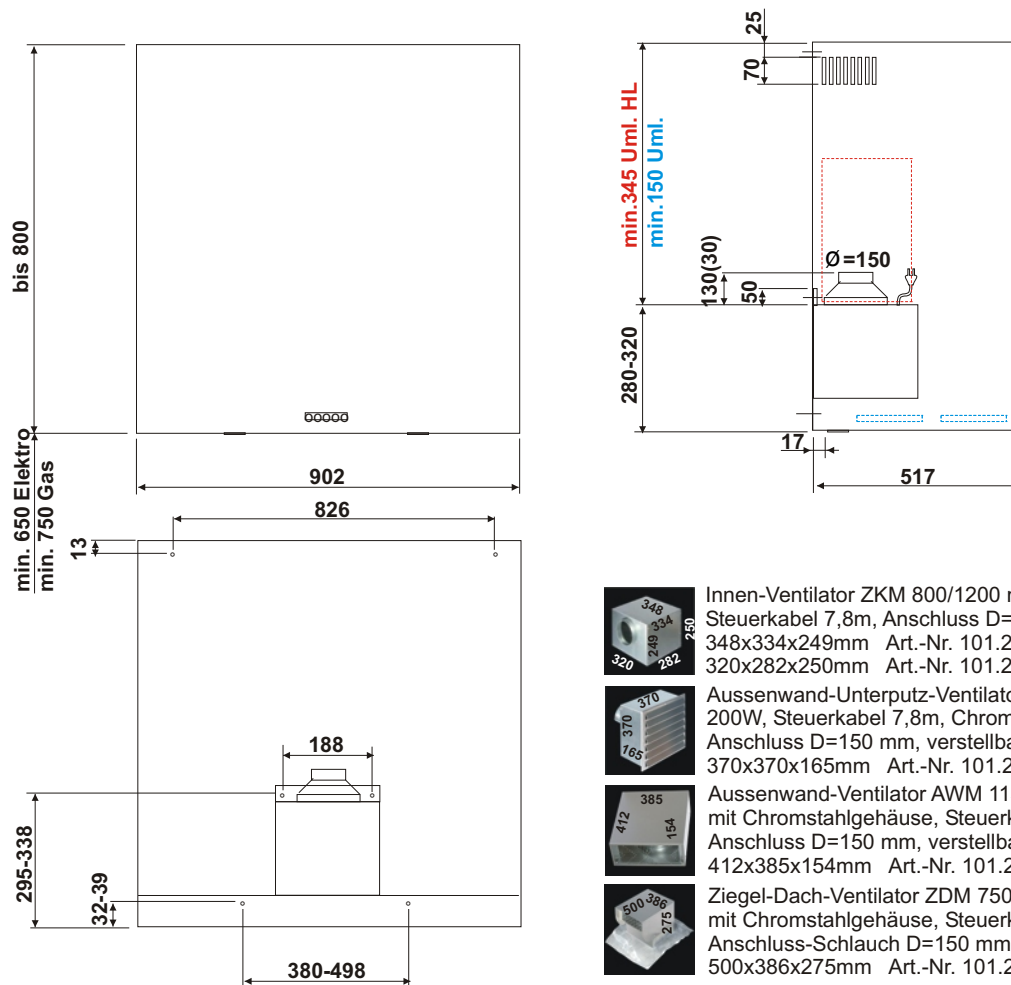 bis 800
min. 650 Elektro
min. 750 Gas
902
826
13
188
295-338
32-39
380-498
25
70
min.345 Uml. HL
min.150 Uml.
130(30)
50
Ø=150
280-320
17
517
348
334
249
250
320
282
Innen-Ventilator ZKM 800/1200
Steuerkabel 7,8m, Anschluss D=
348x334x249mm Art.-Nr. 101.2
320x282x250mm Art.-Nr. 101.2
370
370
165
Aussenwand-Unterputz-Ventilato
200W, Steuerkabel 7,8m, Chrom
Anschluss D=150 mm, verstellba
370x370x165mm Art.-Nr. 101.2
385
412
154
Aussenwand-Ventilator AWM 11
mit Chromstahlgehäuse, Steuerk
Anschluss D=150 mm, verstellba
412x385x154mm Art.-Nr. 101.2
500
386
275
Ziegel-Dach-Ventilator ZDM 750
mit Chromstahlgehäuse, Steuerk
Anschluss-Schlauch D=150 mm
500x386x275mm Art.-Nr. 101.2